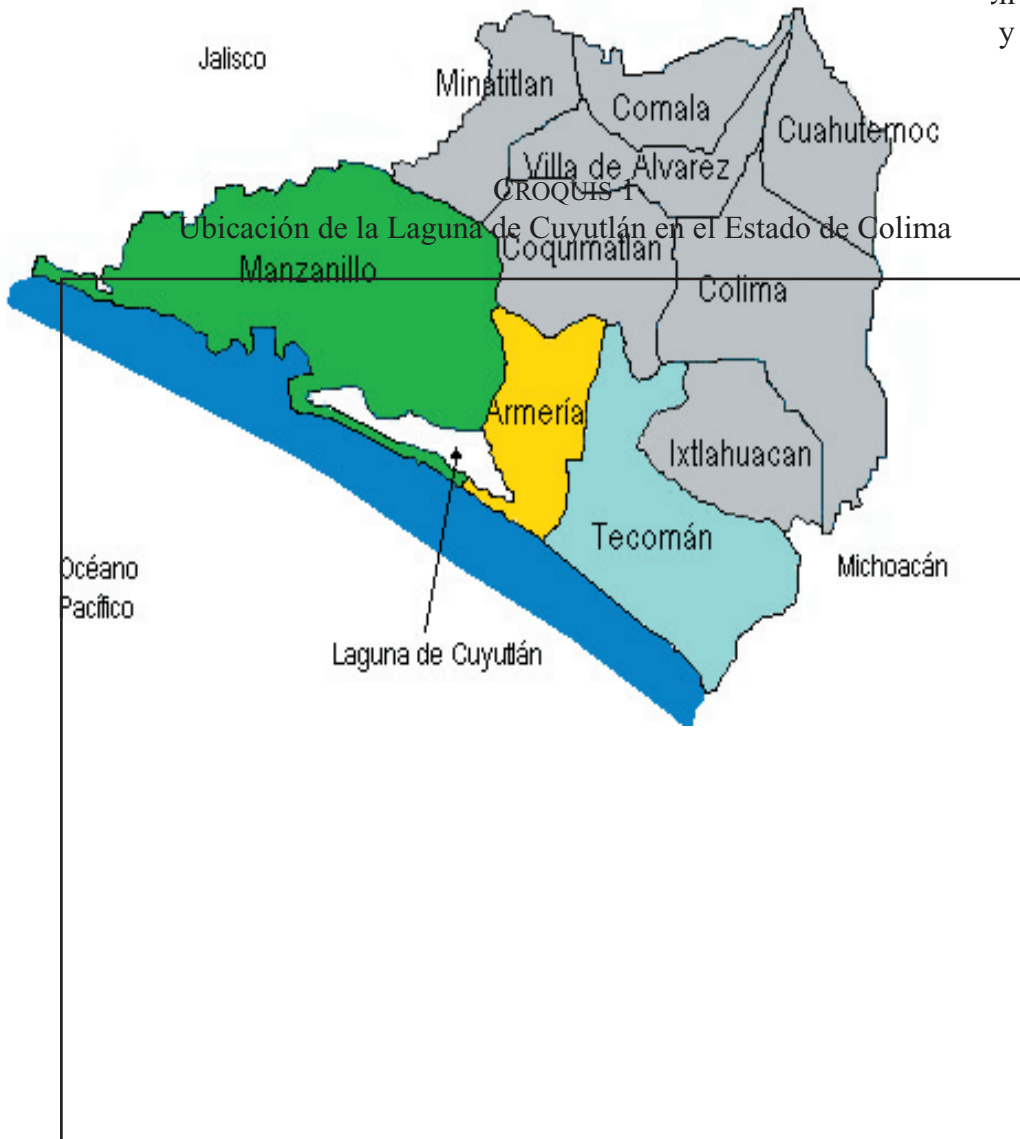 y
Jalisco
Minatitlan
Comala
Cuahutemoc
Villa de Alvarez
CROQUIS 1
Ubicación de la Laguna de Cuyutlán en el Estado de Colima
Coquimatlan
Manzanillo
Colima
Armería
Ixtlahuacan
Tecomán
Océano
Pacífico
Michoacán
Laguna de Cuyutlán